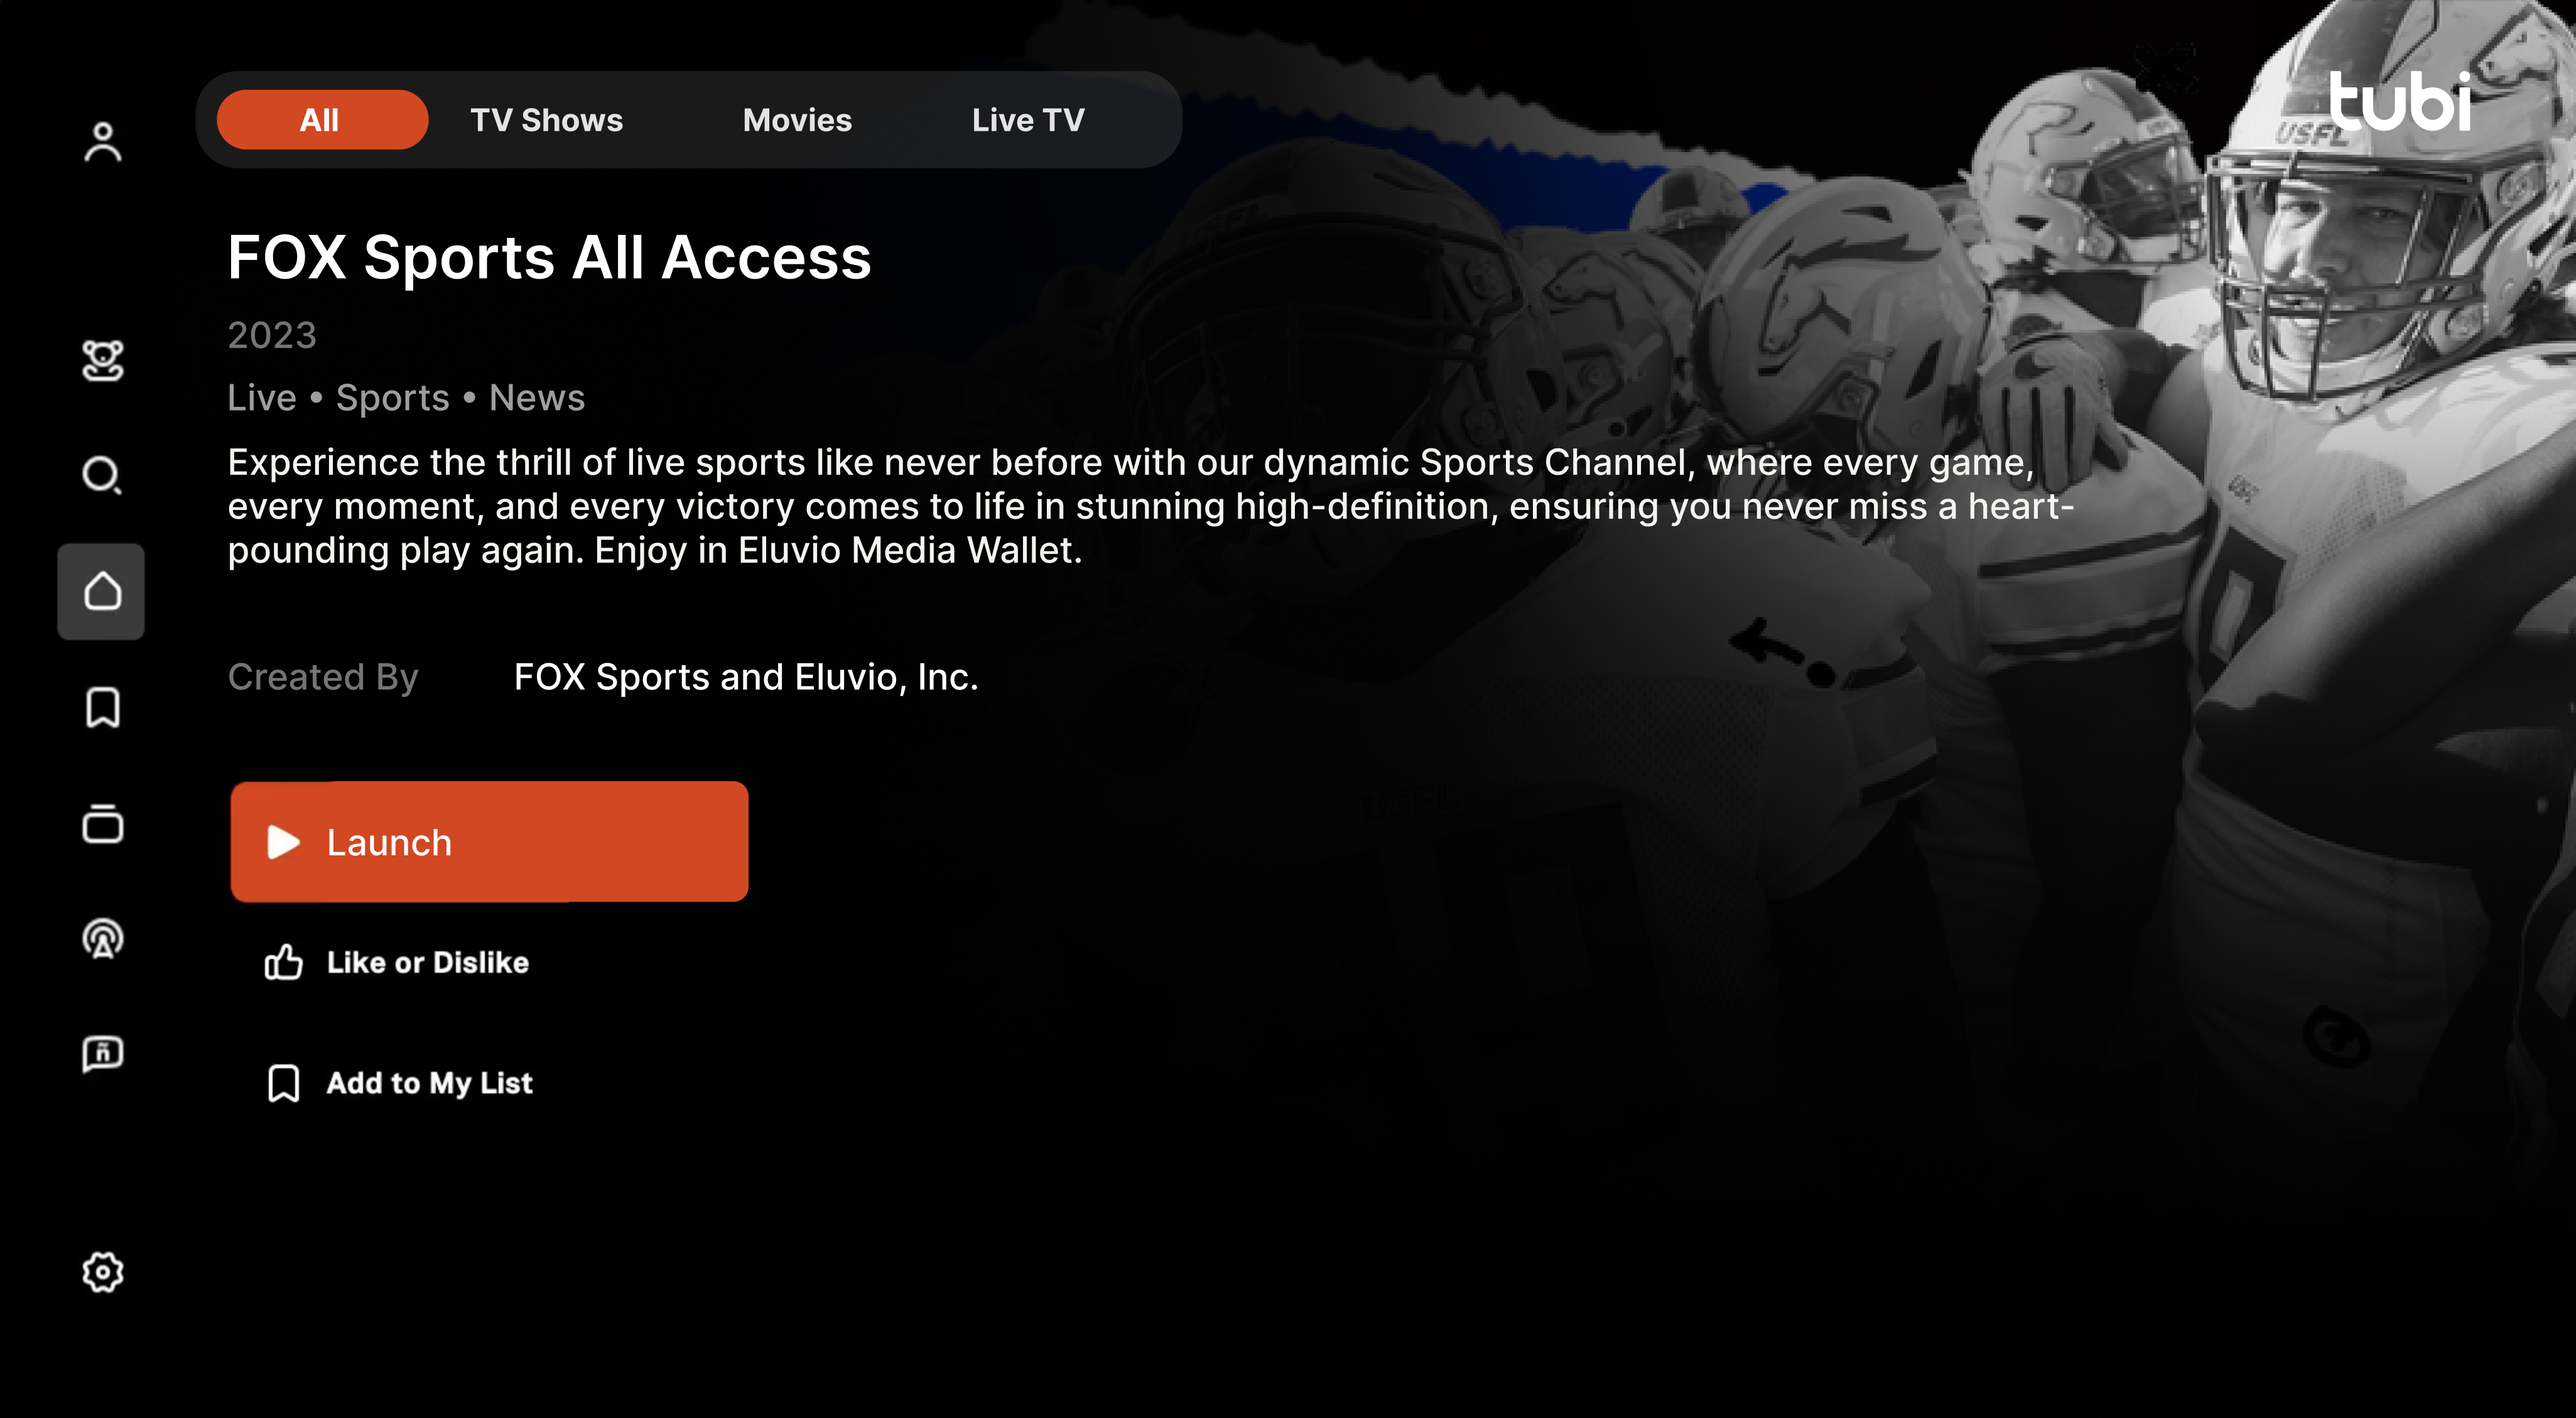 All
TV Shows
Movies
Live TV
tubi
USFL
FOX Sports All Access
2023
Live • Sports • News
Experience the thrill of live sports like never before with our dynamic Sports Channel, where every game,
every moment, and every victory comes to life in stunning high-definition, ensuring you never miss a heart-
pounding play again. Enjoy in Eluvio Media Wallet.
USFL
Created By
FOX Sports and Eluvio, Inc.
USFL
Launch
Like or Dislike
ñ
Add to My List